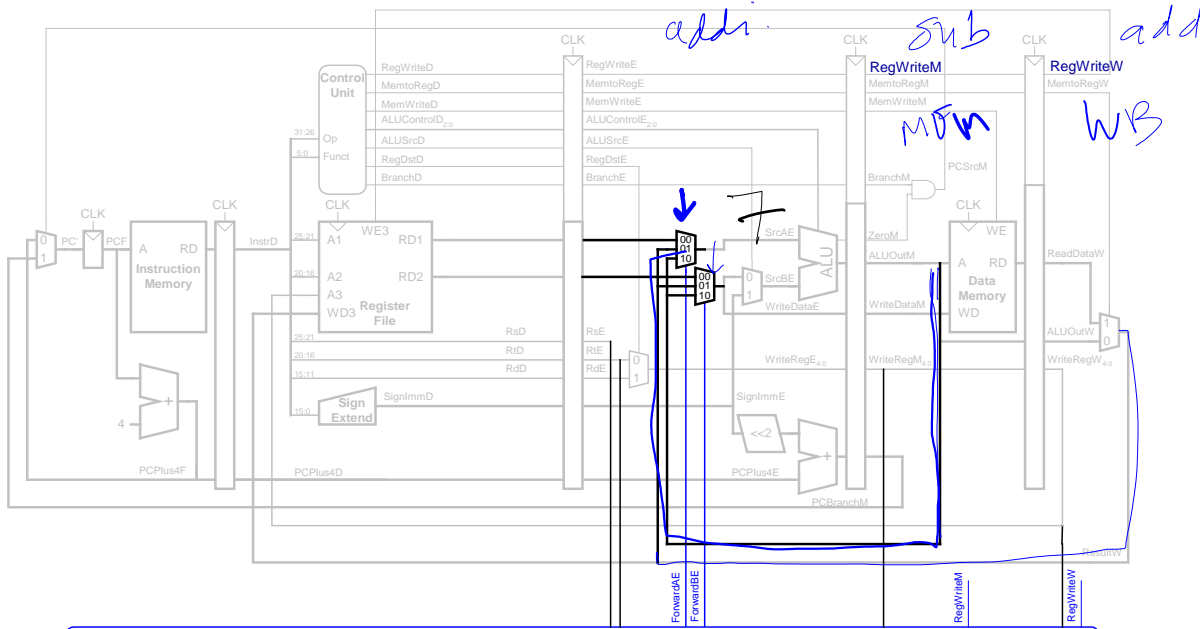 addi.
sub
add
CLK
CLK
CLK
RegWriteD
RegWriteE
RegWriteM
RegWriteW
Control
Unit
MemtoRegD
MemtoRegE
MemtoRegM
MemtoRegW
MemWriteD
MemWriteE
MemWriteM
ALUControlD2:0
ALUControlE2:0
MEM
WB
31:26
Op
ALUSrcD
ALUSrcE
5:0
Funct
RegDstD
RegDstE
PCSrcM
BranchD
BranchE
BranchM
CLK
CLK
CLK
CLK
7
WE3
WE
0
1
PC'
PCF
A
RD
Instruction
Memory
InstrD
25:21
A1
RD1
00
01
10
SrcAE
ZeroM
ALU
20:16
A2
RD2
00
01
10
0
1
SrcBE
ALUOutM
A
RD
Data
Memory
WD
ReadDataW
A3
WD3
Register
File
WriteDataE
WriteDataM
ALUOutW
1
0
25:21
RsD
RsE
20:16
RtD
RtE
0
1
WriteRegE4:0
WriteRegM4:0
WriteRegW4:0
15:11
RdD
RdE
+
4
15:0
Sign
Extend
SignImmD
SignImmE
<<2
+
PCPlus4F
PCPlus4D
PCPlus4E
PCBranchM
ResultW
ForwardAE
ForwardBE
RegWriteM
RegWriteW